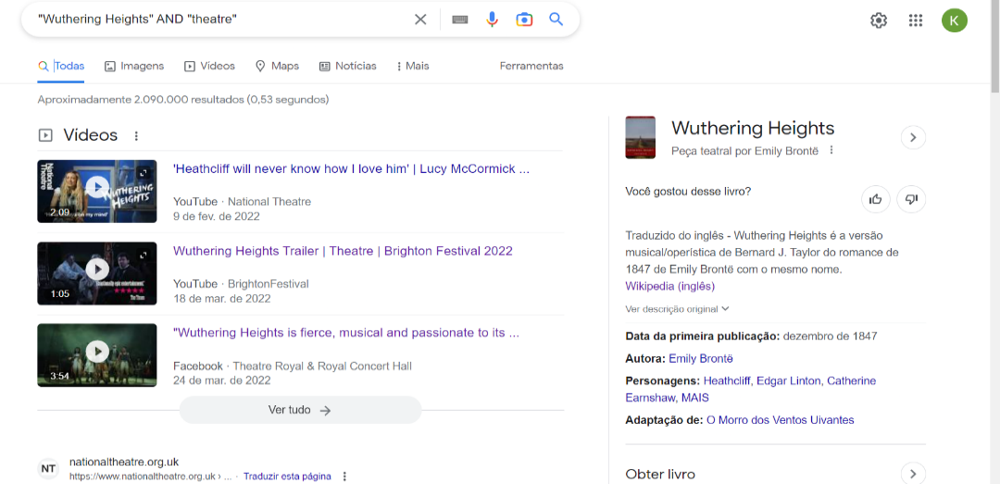 "Wuthering Heights" AND "theatre"
K
Todas
Imagens
Vídeos
Maps
Notícias
Mais
Ferramentas
Aproximadamente 2.090.000 resultados (0,53 segundos)
Vídeos
National Theatre
WUTHERING HEIGHTS
2:09
'Heathcliff will never know how I love him' | Lucy McCormick ...
YouTube · National Theatre
9 de fev. de 2022
1:05
Wuthering Heights Trailer | Theatre | Brighton Festival 2022
YouTube · BrightonFestival
18 de mar. de 2022
3:54
"Wuthering Heights is fierce, musical and passionate to its ...
Facebook · Theatre Royal & Royal Concert Hall
24 de mar. de 2022
Ver tudo
NT
nationaltheatre.org.uk
https://www.nationaltheatre.org.uk › ... · Traduzir esta página
Wuthering Heights
Peça teatral por Emily Brontë
Você gostou desse livro?
Traduzido do inglês - Wuthering Heights é a versão
musical/operística de Bernard J. Taylor do romance de
1847 de Emily Brontë com o mesmo nome.
Wikipedia (inglês)
Ver descrição original
Data da primeira publicação: dezembro de 1847
Autora: Emily Brontë
Personagens: Heathcliff, Edgar Linton, Catherine
Earnshaw, MAIS
Adaptação de: O Morro dos Ventos Uivantes
Obter livro